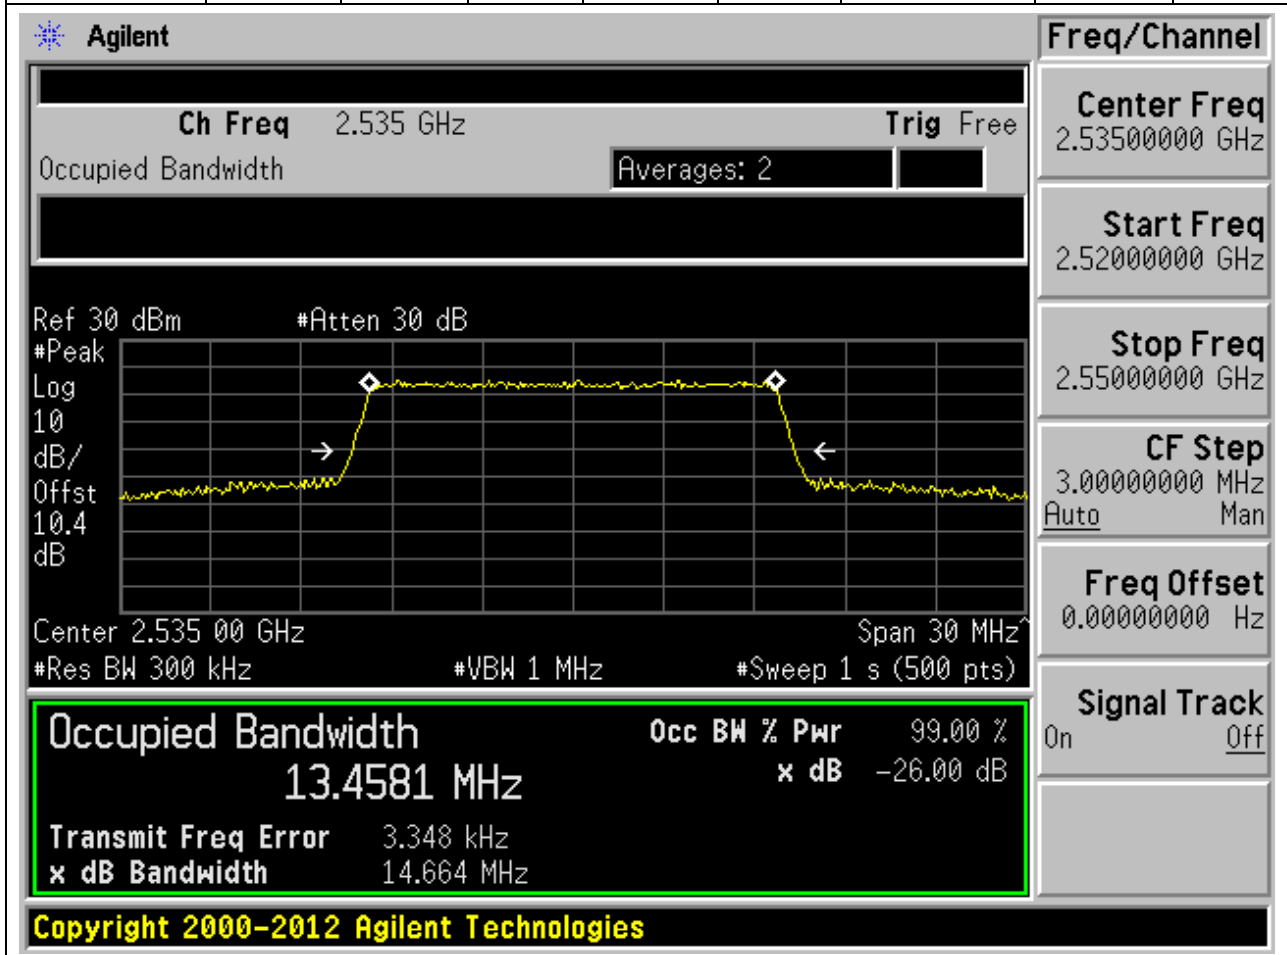 Agilent
Freq/Channel
Ch Freq 2.535 GHz Trig Free
Occupied Bandwidth Averages: 2
Center Freq
2.53500000 GHz
Start Freq
2.52000000 GHz
Stop Freq
2.55000000 GHz
CF Step
3.00000000 MHz
Auto Man
Freq Offset
0.00000000 Hz
Signal Track
On Off
Ref 30 dBm #Atten 30 dB
#Peak
Log
10
dB/
Offst
10.4
dB
Center 2.535 00 GHz Span 30 MHz^
#Res BW 300 kHz #VBW 1 MHz #Sweep 1 s (500 pts)
Occupied Bandwidth Occ BW % Pwr 99.00 %
13.4581 MHz x dB -26.00 dB
Transmit Freq Error 3.348 kHz
x dB Bandwidth 14.664 MHz
Copyright 2000-2012 Agilent Technologies